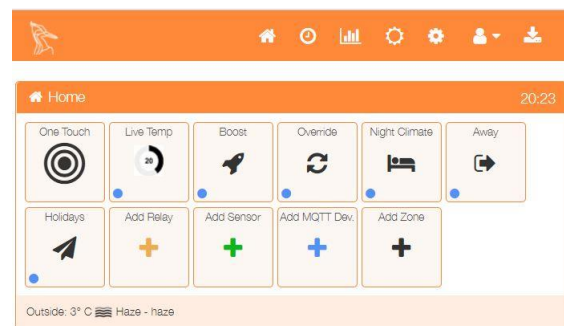 Home 20:23
One Touch Live Temp Boost Override Night Climate Away
20
Holidays Add Relay Add Sensor Add MQTT Dev. Add Zone
Outside: 3° C Haze - haze